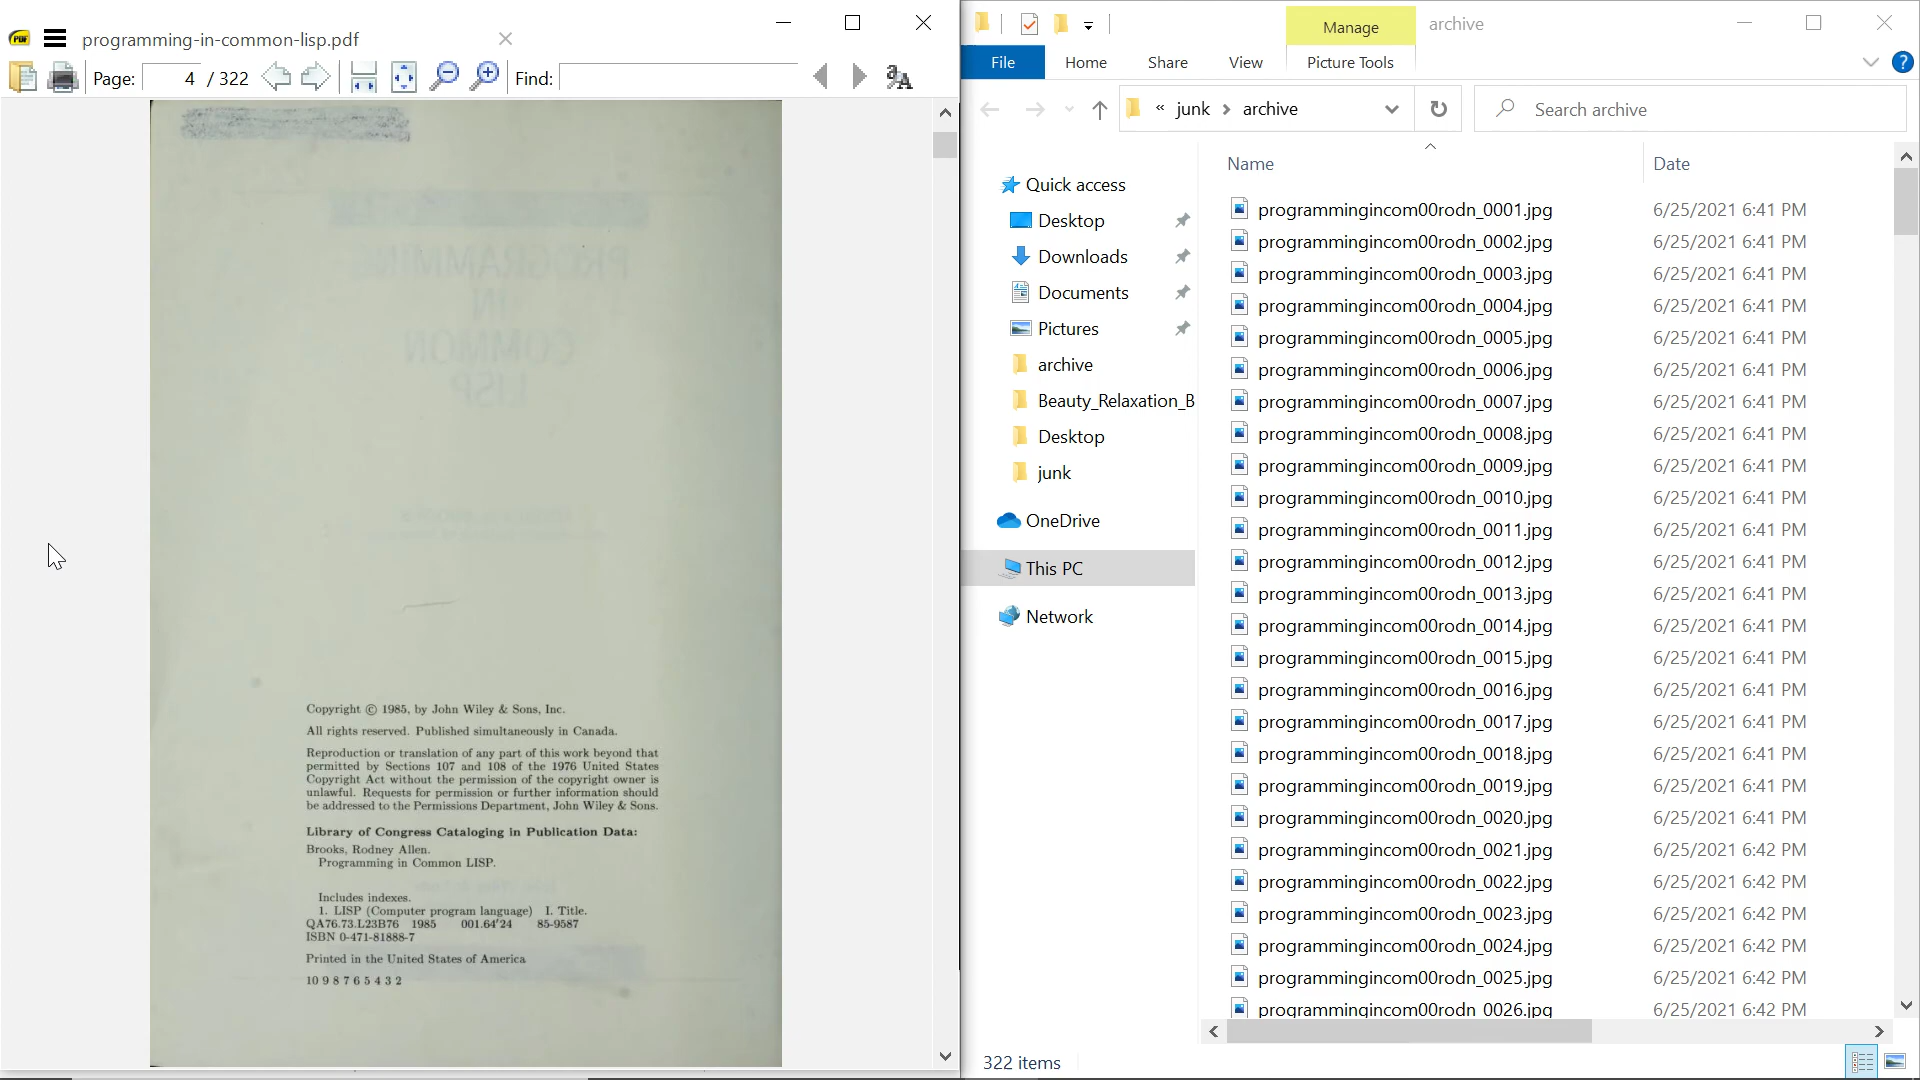 programming-in-common-lisp.pdf
Page: 4 / 322 Find:
PROGRAMMING
IN
COMMON
LISP
Copyright © 1985, by John Wiley & Sons, Inc.
All rights reserved. Published simultaneously in Canada.
Reproduction or translation of any part of this work beyond that
permitted by Sections 107 and 108 of the 1976 United States
Copyright Act without the permission of the copyright owner is
unlawful. Requests for permission or further information should
be addressed to the Permissions Department, John Wiley & Sons.
Library of Congress Cataloging in Publication Data:
Brooks, Rodney Allen.
Programming in Common LISP.
Includes indexes.
1. LISP (Computer program language) I. Title.
QA76.73.L23B76 1985 001.64'24 85-9587
ISBN 0-471-81888-7
Printed in the United States of America
10 9 8 7 6 5 4 3 2
Manage archive
File Home Share View Picture Tools
« junk > archive Search archive
Quick access
Desktop
Downloads
Documents
Pictures
archive
Beauty_Relaxation_B
Desktop
junk
OneDrive
This PC
Network
Name Date
programmingincom00rodn_0001.jpg 6/25/2021 6:41 PM
programmingincom00rodn_0002.jpg 6/25/2021 6:41 PM
programmingincom00rodn_0003.jpg 6/25/2021 6:41 PM
programmingincom00rodn_0004.jpg 6/25/2021 6:41 PM
programmingincom00rodn_0005.jpg 6/25/2021 6:41 PM
programmingincom00rodn_0006.jpg 6/25/2021 6:41 PM
programmingincom00rodn_0007.jpg 6/25/2021 6:41 PM
programmingincom00rodn_0008.jpg 6/25/2021 6:41 PM
programmingincom00rodn_0009.jpg 6/25/2021 6:41 PM
programmingincom00rodn_0010.jpg 6/25/2021 6:41 PM
programmingincom00rodn_0011.jpg 6/25/2021 6:41 PM
programmingincom00rodn_0012.jpg 6/25/2021 6:41 PM
programmingincom00rodn_0013.jpg 6/25/2021 6:41 PM
programmingincom00rodn_0014.jpg 6/25/2021 6:41 PM
programmingincom00rodn_0015.jpg 6/25/2021 6:41 PM
programmingincom00rodn_0016.jpg 6/25/2021 6:41 PM
programmingincom00rodn_0017.jpg 6/25/2021 6:41 PM
programmingincom00rodn_0018.jpg 6/25/2021 6:41 PM
programmingincom00rodn_0019.jpg 6/25/2021 6:41 PM
programmingincom00rodn_0020.jpg 6/25/2021 6:41 PM
programmingincom00rodn_0021.jpg 6/25/2021 6:42 PM
programmingincom00rodn_0022.jpg 6/25/2021 6:42 PM
programmingincom00rodn_0023.jpg 6/25/2021 6:42 PM
programmingincom00rodn_0024.jpg 6/25/2021 6:42 PM
programmingincom00rodn_0025.jpg 6/25/2021 6:42 PM
programmingincom00rodn_0026.jpg 6/25/2021 6:42 PM
322 items